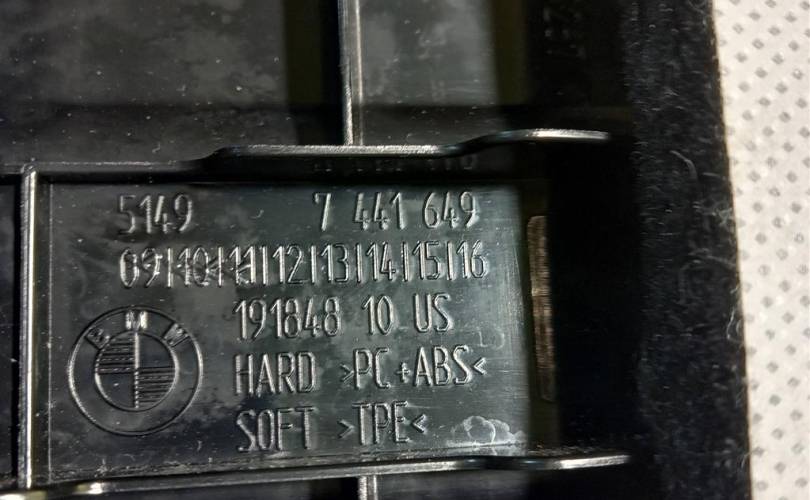 5149 7 441 649
09|10|11|12|13|14|15|16
191848 10 US
BMW
HARD >PC+ABS<
SOFT >TPE<